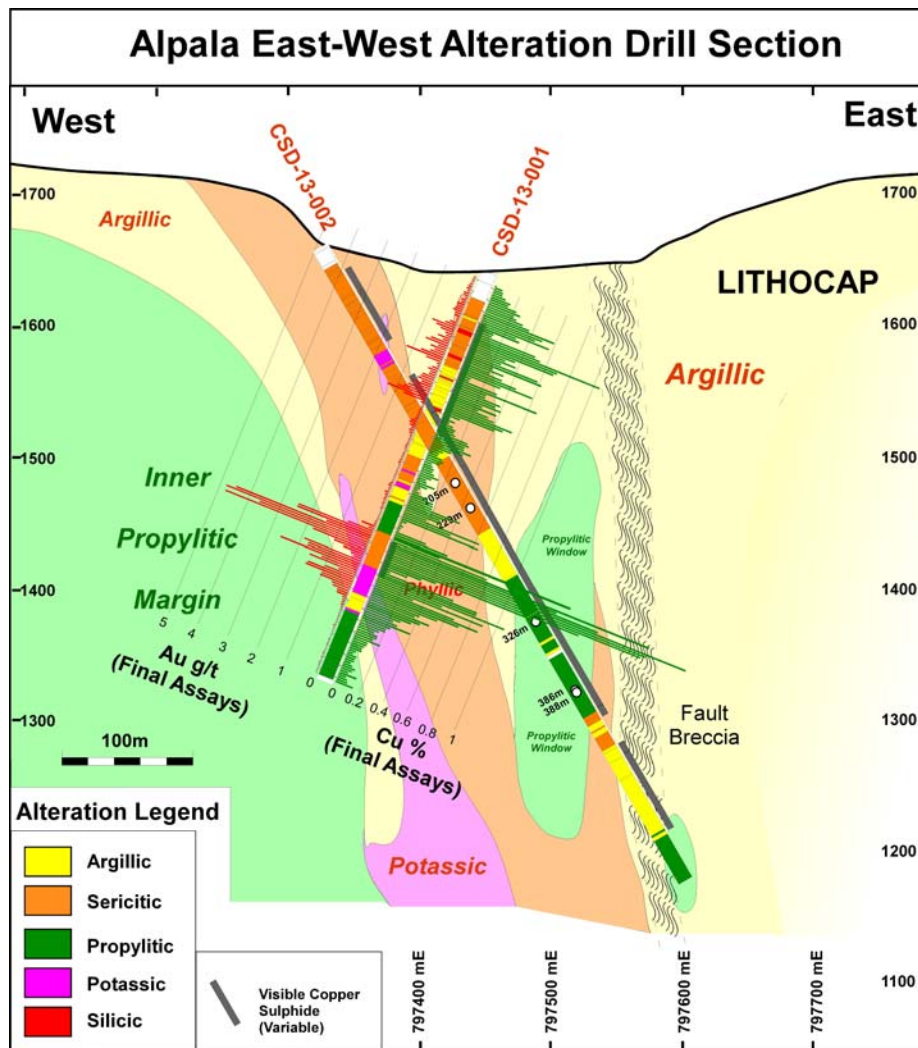 Alpala East-West Alteration Drill Section
West
East
CSD-13-002
CSD-13-001
1700
1700
Argillic
LITHOCAP
1600
1600
Argillic
1500
1500
Inner
Propylitic
Margin
205m
229m
Propylitic
Window
1400
1400
Phyllic
326m
5 4 3 2 1 0
Au g/t
(Final Assays)
0 0.2 0.4 0.6 0.8 1
Cu %
(Final Assays)
386m
388m
1300
1300
Propylitic
Window
Fault
Breccia
100m
Alteration Legend
Argillic
Sericitic
Propylitic
Potassic
Silicic
Potassic
1200
1100
Visible Copper
Sulphide
(Variable)
797400 mE
797500 mE
797600 mE
797700 mE